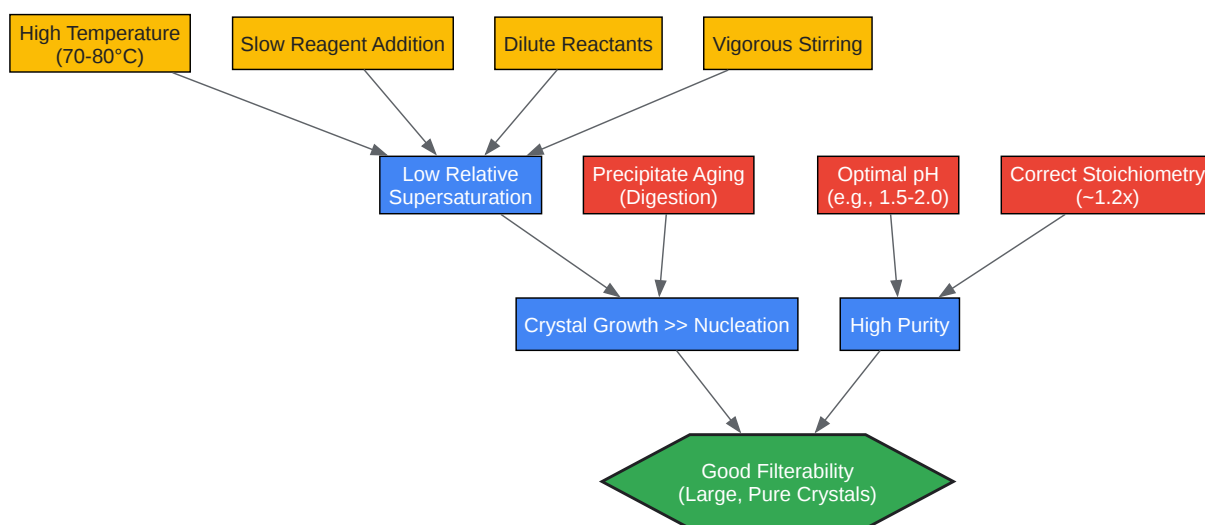 High Temperature
(70-80°C)
Slow Reagent Addition
Dilute Reactants
Vigorous Stirring
Low Relative
Supersaturation
Precipitate Aging
(Digestion)
Optimal pH
(e.g., 1.5-2.0)
Correct Stoichiometry
(~1.2x)
Crystal Growth >> Nucleation
High Purity
Good Filterability
(Large, Pure Crystals)